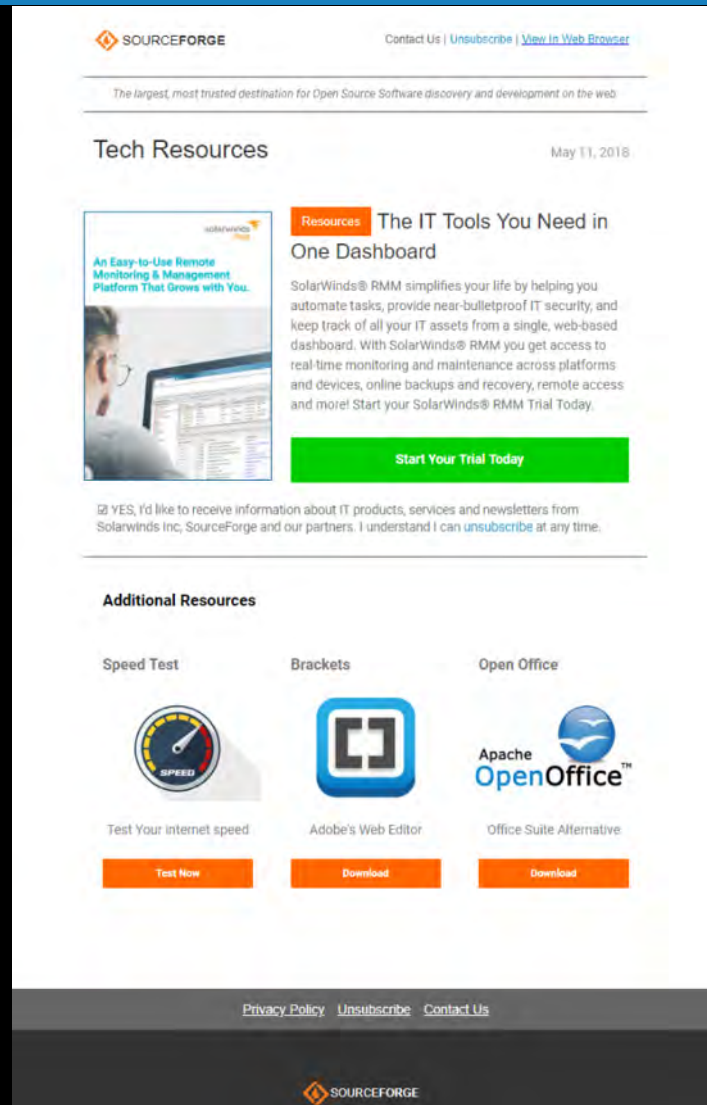 SOURCEFORGE
Contact Us | Unsubscribe | View In Web Browser
The largest, most trusted destination for Open Source Software discovery and development on the web.
Tech Resources
May 11, 2018
solarwinds
An Easy-to-Use Remote
Monitoring & Management
Platform That Grows with You.
Resources The IT Tools You Need in
One Dashboard
SolarWinds® RMM simplifies your life by helping you
automate tasks, provide near-bulletproof IT security, and
keep track of all your IT assets from a single, web-based
dashboard. With SolarWinds® RMM you get access to
real-time monitoring and maintenance across platforms
and devices, online backups and recovery, remote access
and more! Start your SolarWinds® RMM Trial Today.
Start Your Trial Today
☑ YES, I'd like to receive information about IT products, services and newsletters from
Solarwinds Inc, SourceForge and our partners. I understand I can unsubscribe at any time.
Additional Resources
Speed Test
Brackets
Open Office
SPEED
Apache
OpenOffice™
Test Your internet speed
Adobe's Web Editor
Office Suite Alternative
Test Now
Download
Download
Privacy Policy Unsubscribe Contact Us
SOURCEFORGE